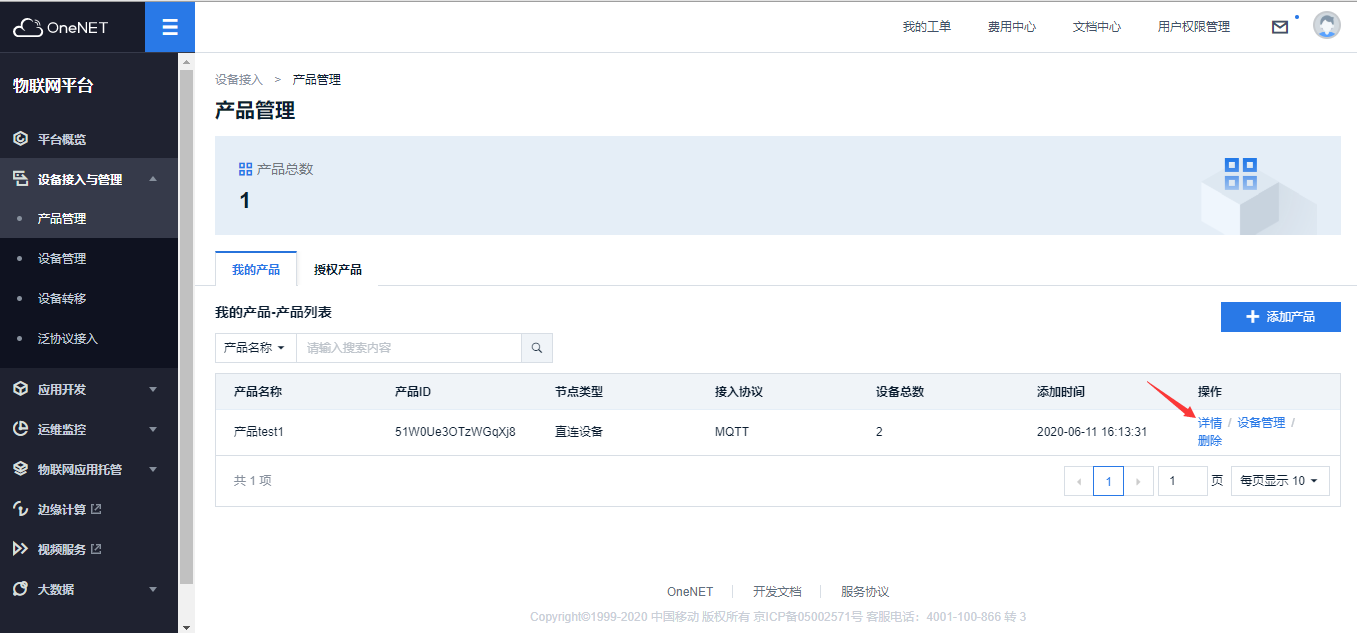 OneNET
我的工单 费用中心 文档中心 用户权限管理
物联网平台
平台概览
设备接入与管理
产品管理
设备管理
设备转移
泛协议接入
应用开发
运维监控
物联网应用托管
边缘计算
视频服务
大数据
设备接入 > 产品管理
产品管理
产品总数
1
我的产品 授权产品
我的产品-产品列表
添加产品
产品名称 请输入搜索内容
产品名称 产品ID 节点类型 接入协议 设备总数 添加时间 操作
产品test1 51W0Ue3OTzWGqXj8 直连设备 MQTT 2 2020-06-11 16:13:31 详情 / 设备管理 /
删除
共 1 项 1 1 页 每页显示 10
OneNET 开发文档 服务协议
Copyright©1999-2020 中国移动 版权所有 京ICP备05002571号 客服电话：4001-100-866 转 3